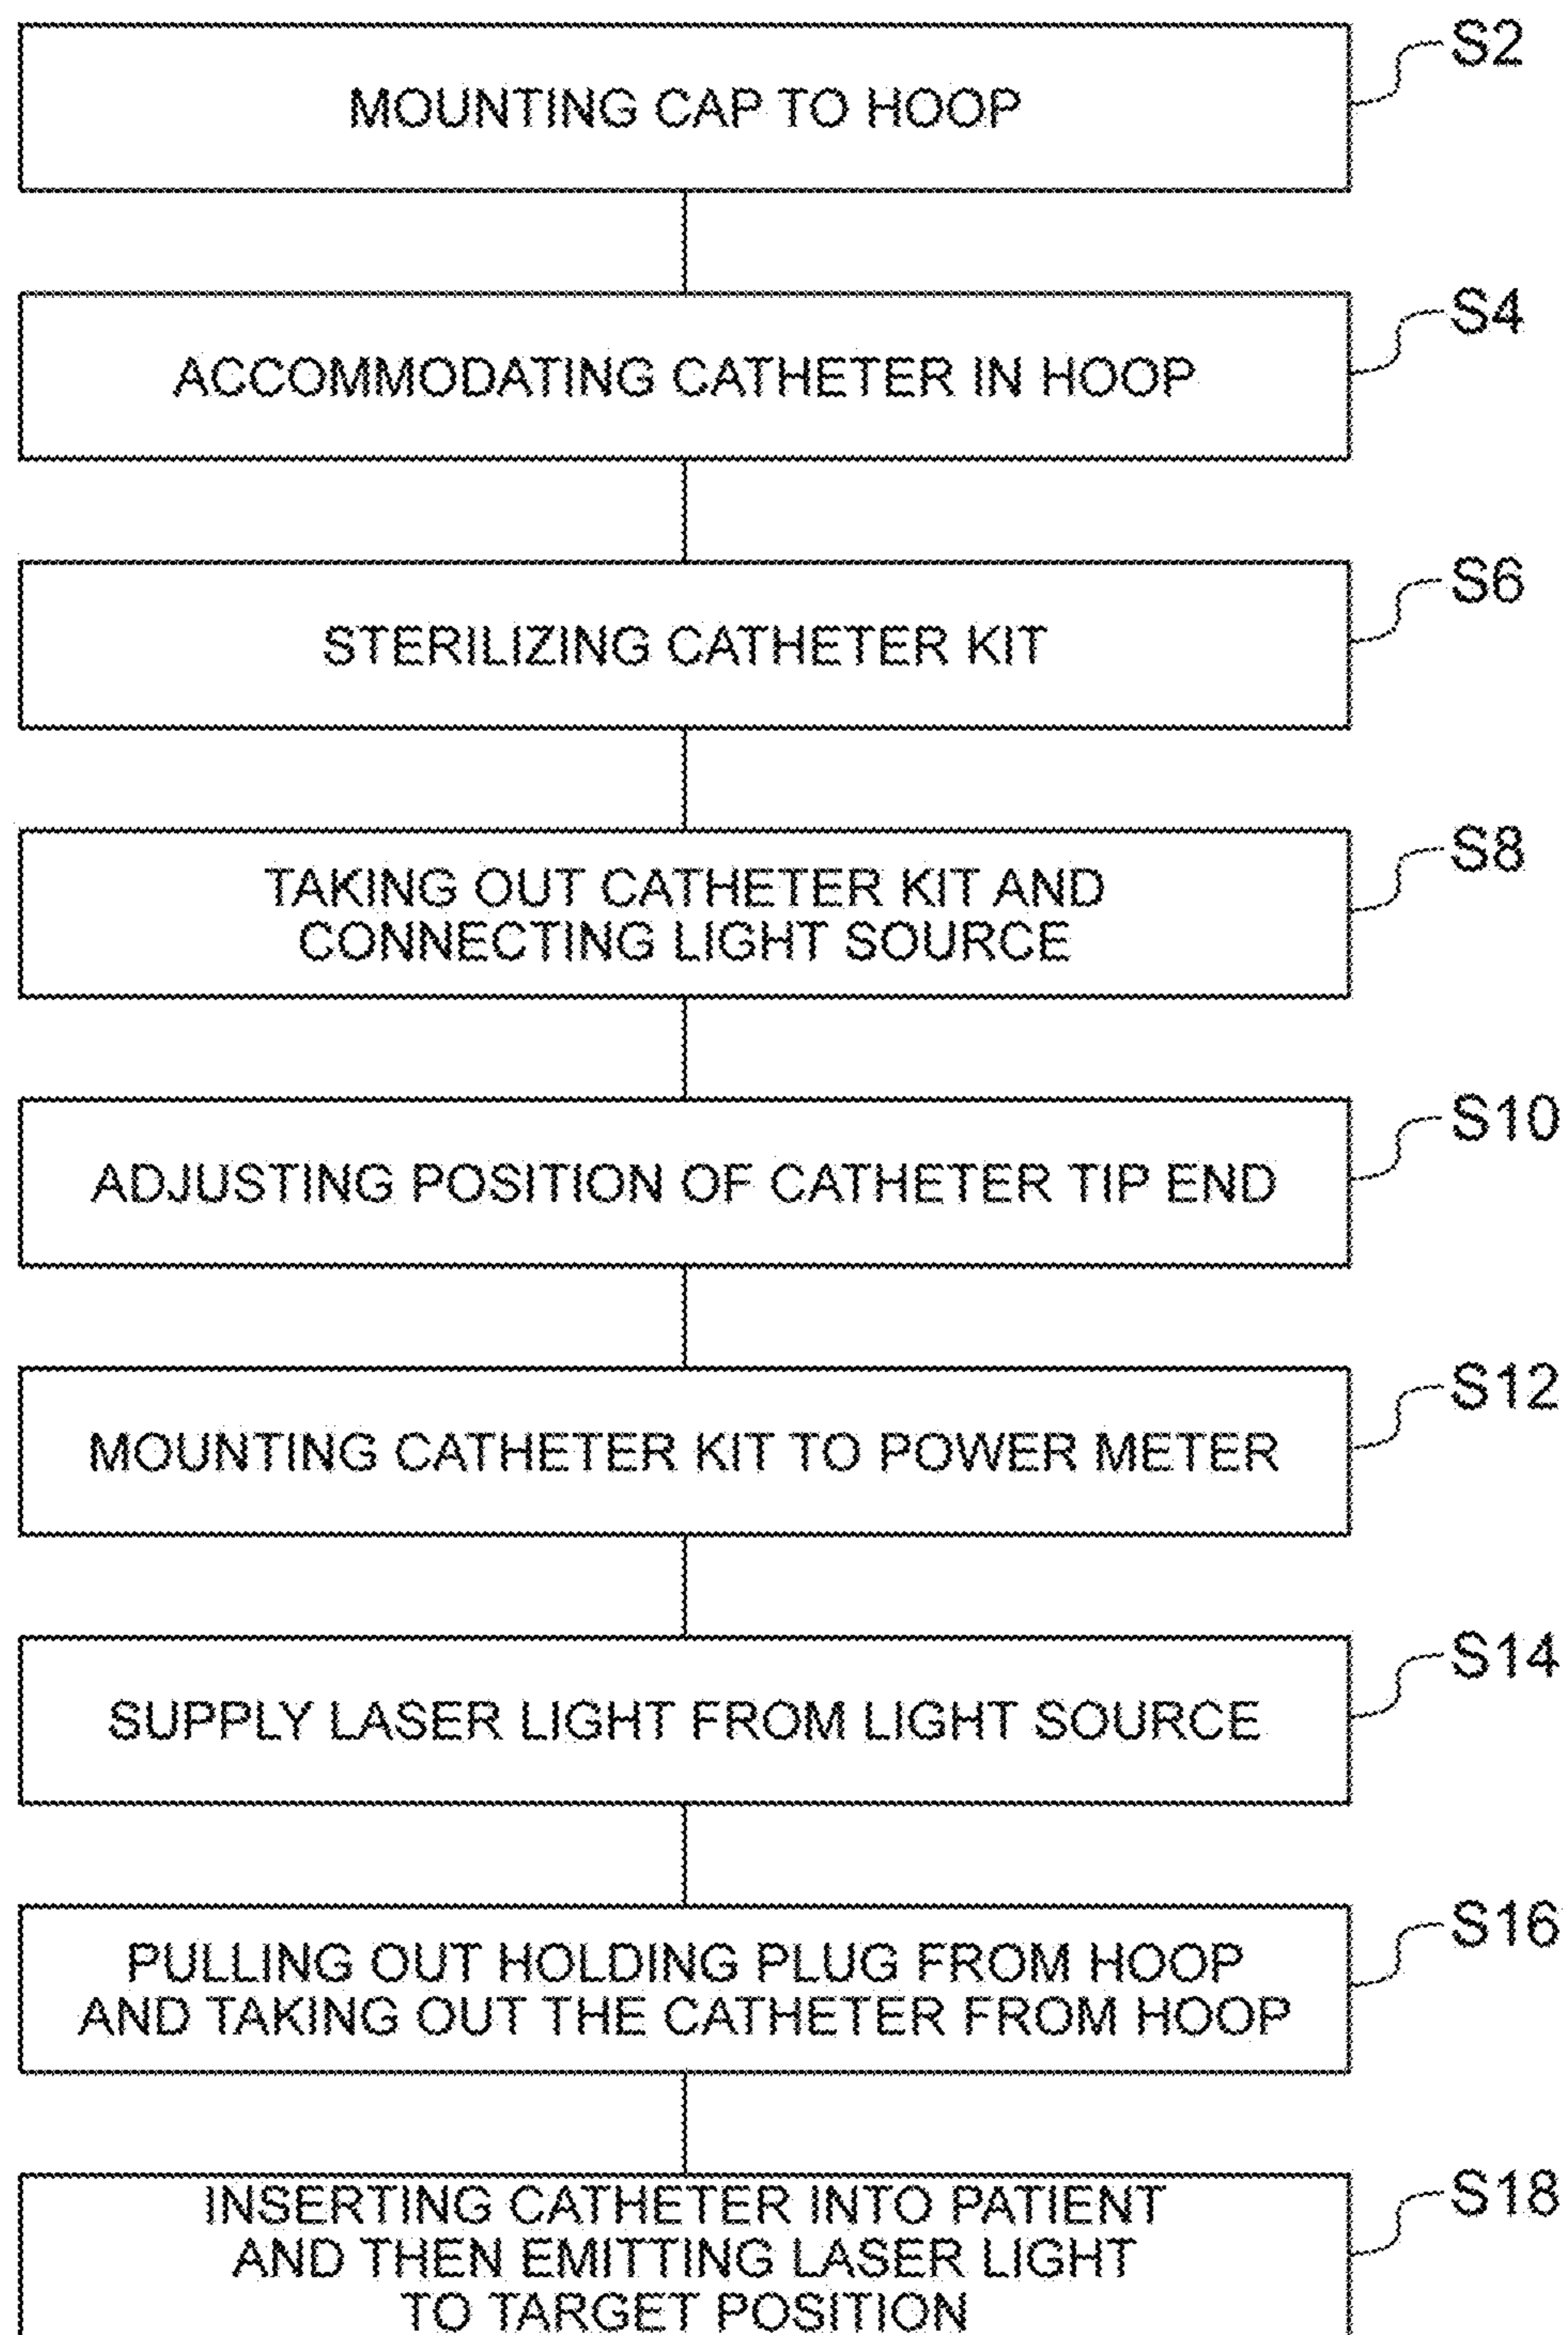 MOUNTING CAP TO HOOP
S2
ACCOMMODATING CATHETER IN HOOP
S4
STERILIZING CATHETER KIT
S6
TAKING OUT CATHETER KIT AND
CONNECTING LIGHT SOURCE
S8
ADJUSTING POSITION OF CATHETER TIP END
S10
MOUNTING CATHETER KIT TO POWER METER
S12
SUPPLY LASER LIGHT FROM LIGHT SOURCE
S14
PULLING OUT HOLDING PLUG FROM HOOP
AND TAKING OUT THE CATHETER FROM HOOP
S16
INSERTING CATHETER INTO PATIENT
AND THEN EMITTING LASER LIGHT
TO TARGET POSITION
S18